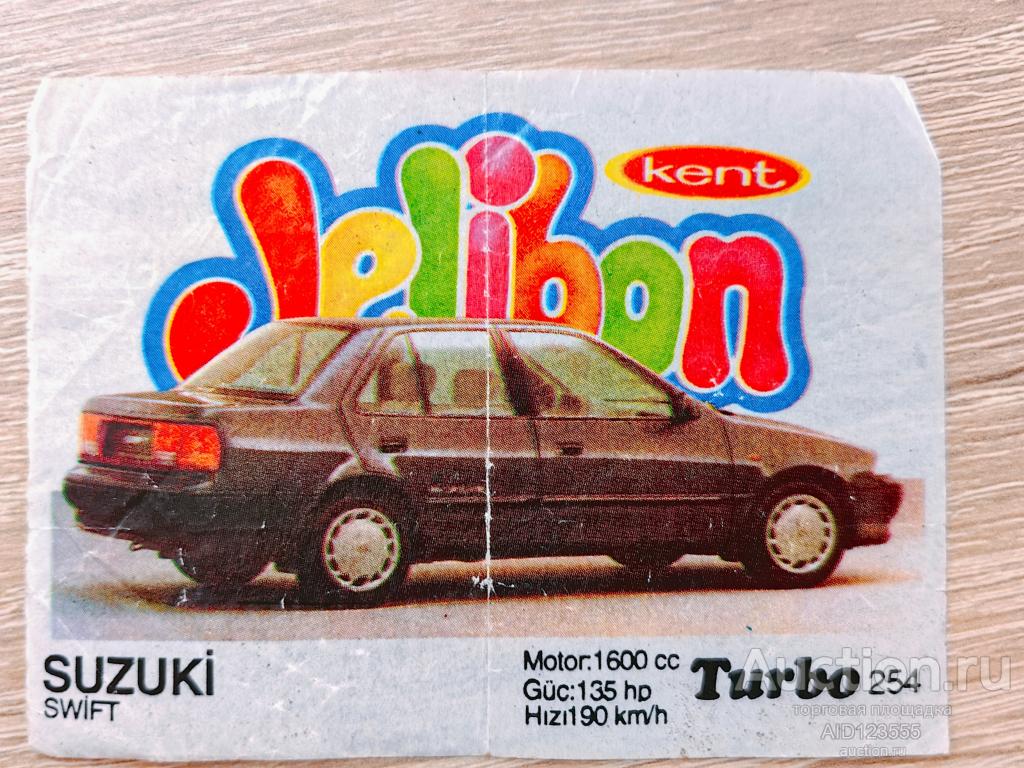 kent
Jelibon
SUZUKİ
SWİFT
Motor:1600 cc
Güç:135 hp
Hızı190 km/h
Turbo 254
Auction.ru
торговая площадка
AID123555
auction.ru